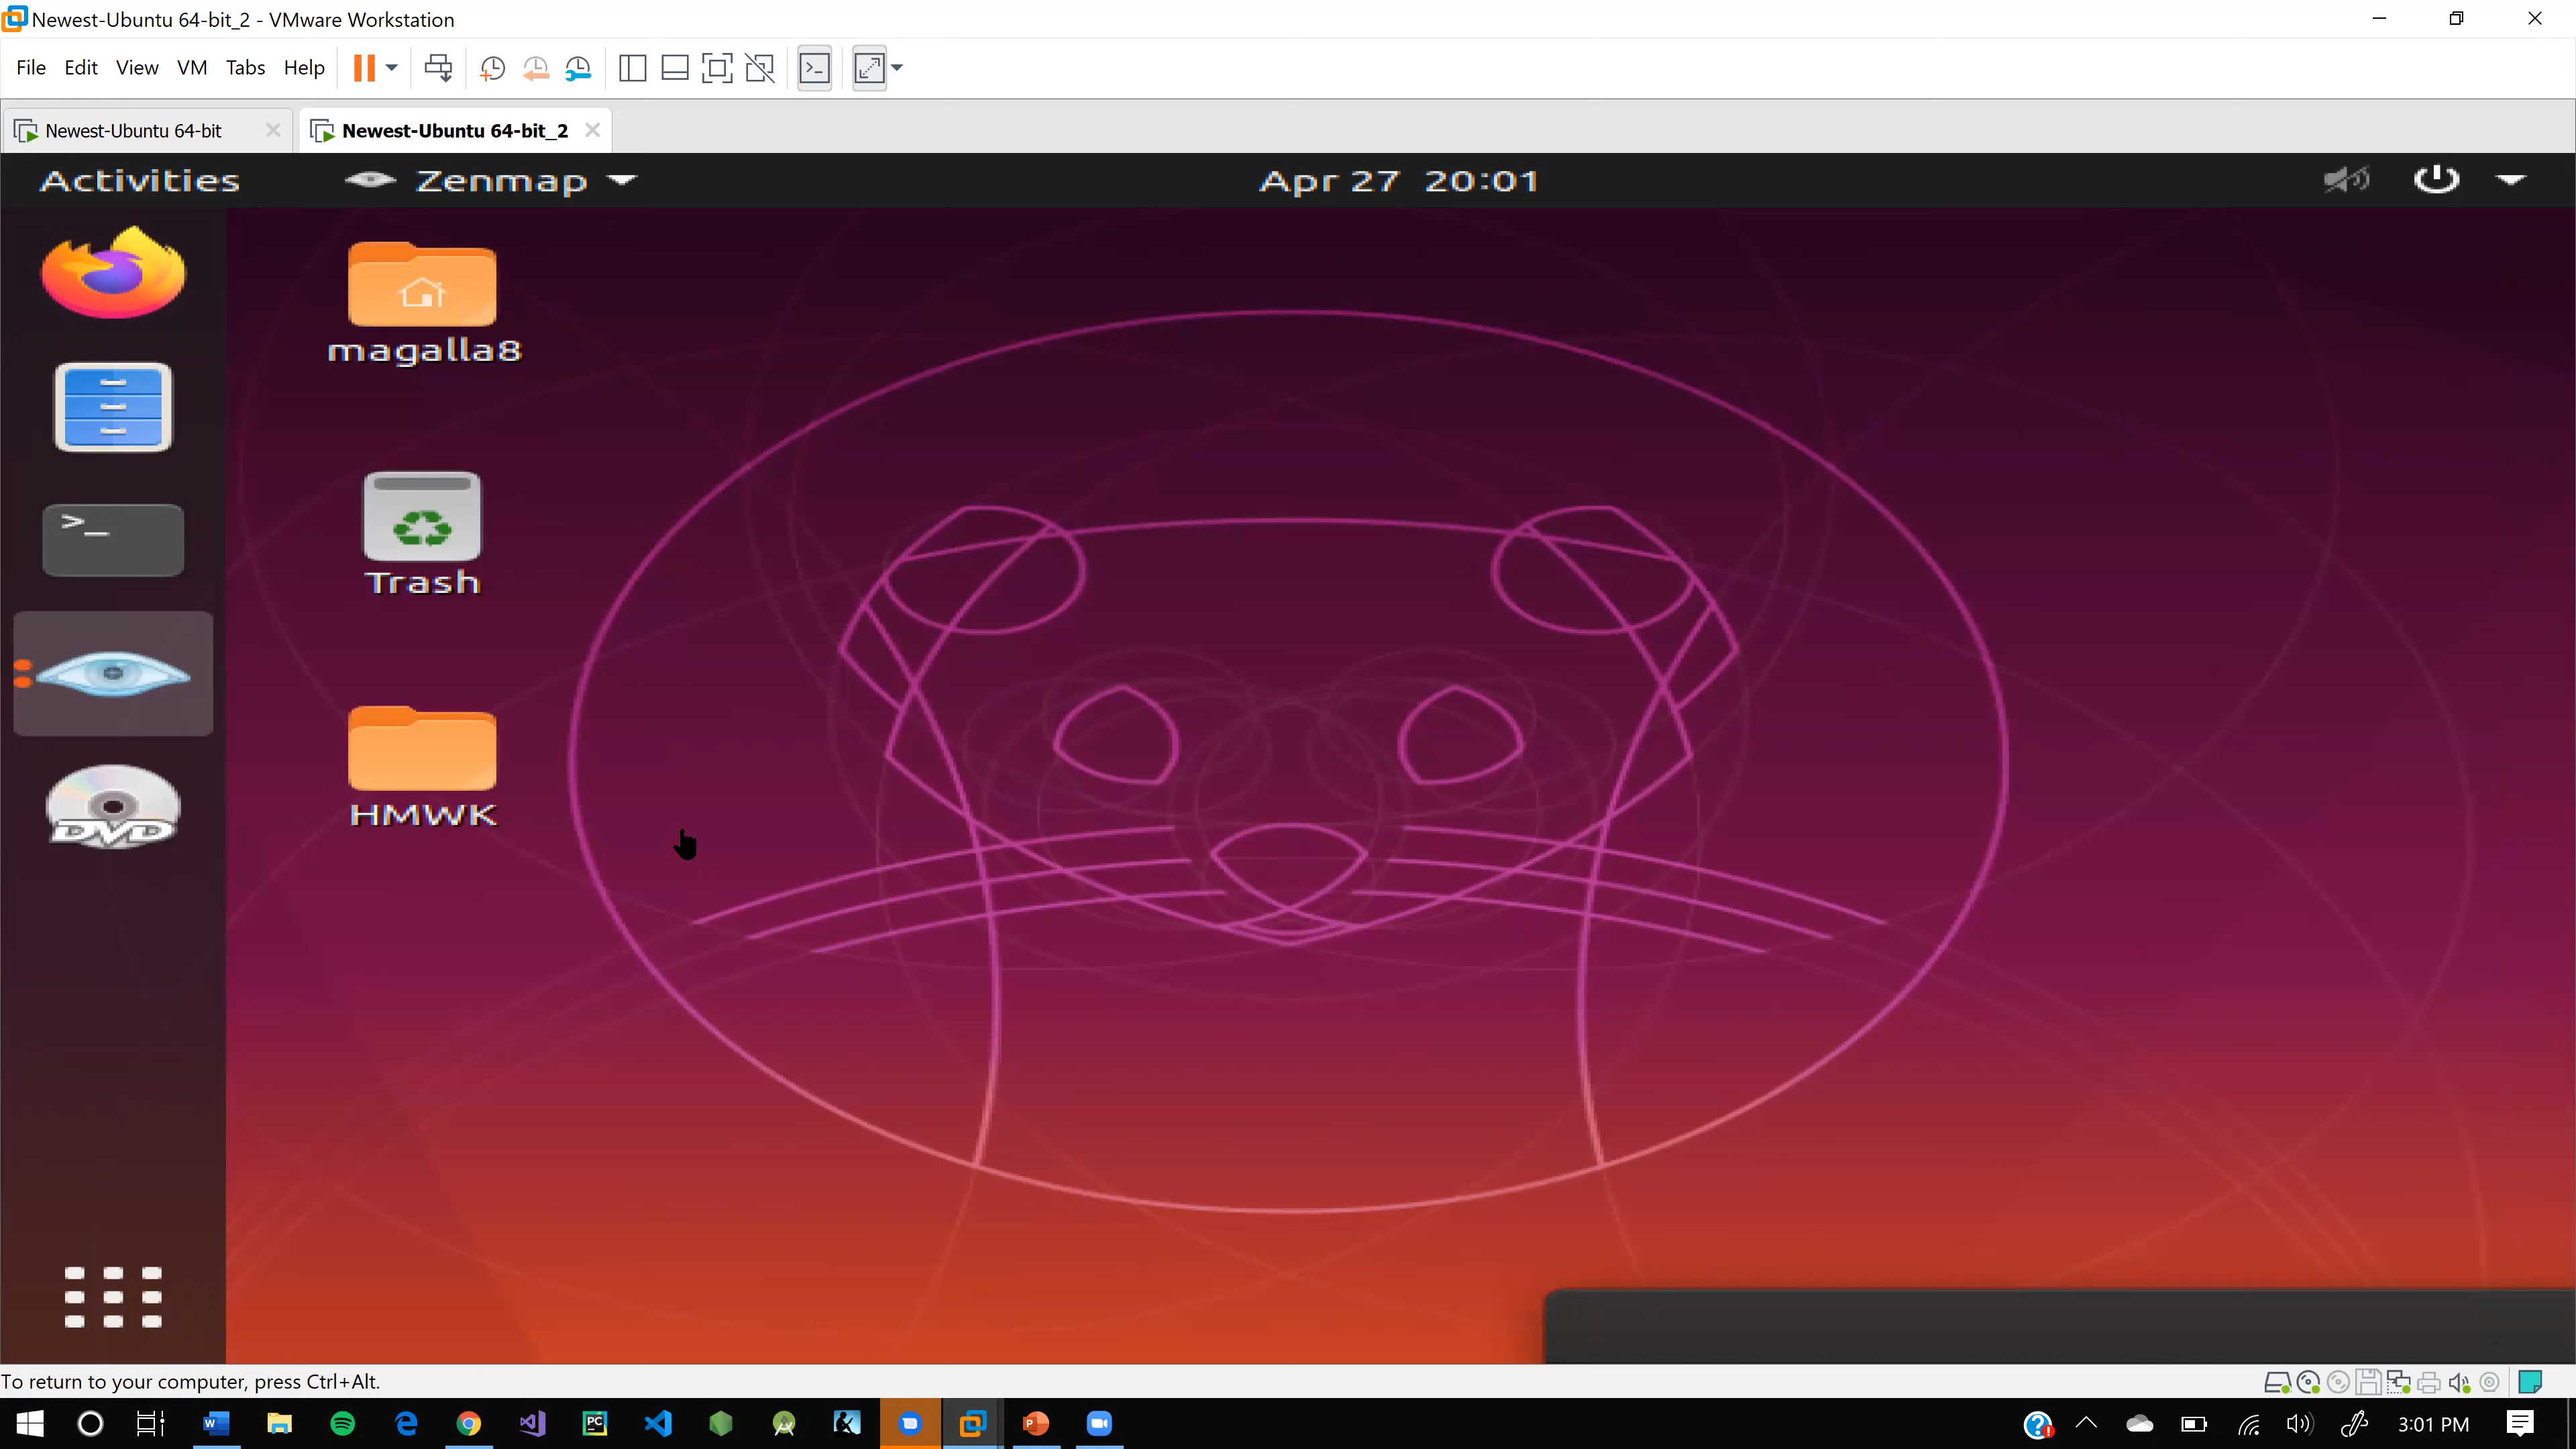 Newest-Ubuntu 64-bit_2 - VMware Workstation
File Edit View VM Tabs Help
Newest-Ubuntu 64-bit
Newest-Ubuntu 64-bit_2
Activities Zenmap Apr 27 20:01
magalla8
>_
Trash
DVD
HMWK
To return to your computer, press Ctrl+Alt.
3:01 PM